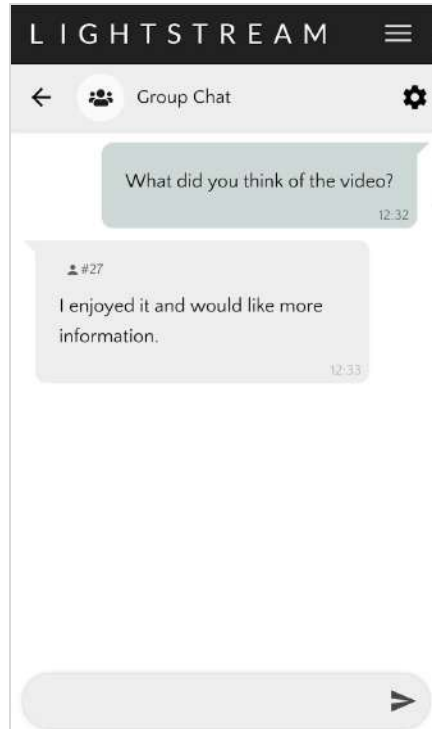 LIGHTSTREAM
Group Chat
What did you think of the video?
12:32
#27
I enjoyed it and would like more
information.
12:33